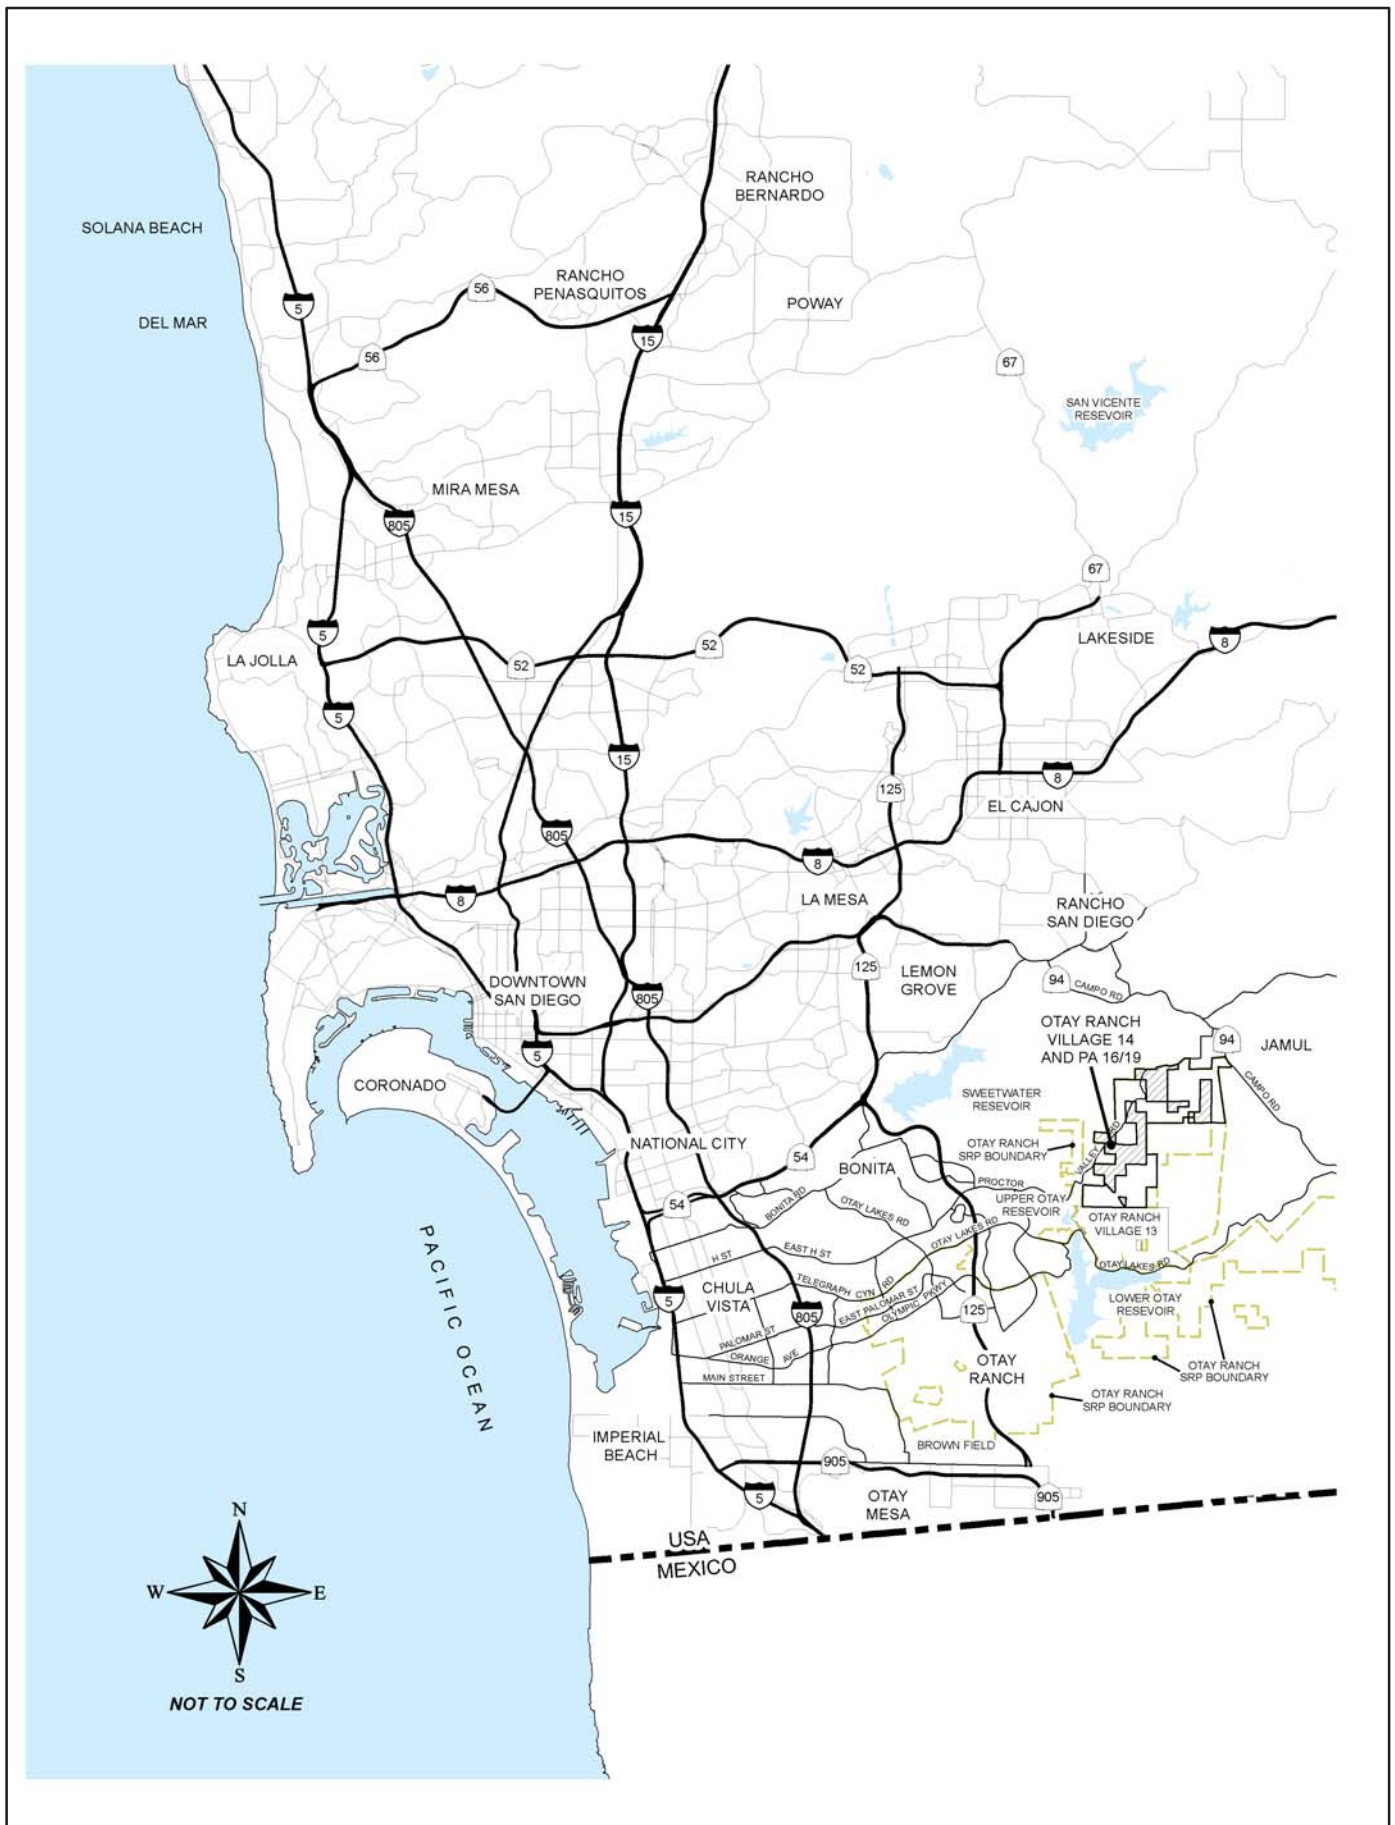 RANCHO
BERNARDO
SOLANA BEACH
RANCHO
PENASQUITOS
56
5
POWAY
DEL MAR
15
56
67
SAN VICENTE
RESEVOIR
MIRA MESA
15
805
67
5
LAKESIDE
8
52
52
LA JOLLA
52
5
15
8
125
EL CAJON
805
8
8
LA MESA
RANCHO
SAN DIEGO
125
LEMON
GROVE
94
CAMPO RD
DOWNTOWN
SAN DIEGO
805
OTAY RANCH
VILLAGE 14
AND PA 16/19
94
JAMUL
5
CORONADO
CAMPO RD
SWEETWATER
RESEVOIR
RD
NATIONAL CITY
OTAY RANCH
SRP BOUNDARY
54
BONITA
VALLEY
PROCTOR
54
BONITA RD
OTAY LAKES RD
UPPER OTAY
RESEVOIR
OTAY RANCH
VILLAGE 13
OTAY LAKES RD
H ST
EAST H ST
OTAY LAKES RD
TELEGRAPH CYN RD
CHULA
VISTA
5
805
EAST PALOMAR ST
OLYMPIC PKWY
125
LOWER OTAY
RESEVOIR
PALOMAR ST
ORANGE AVE
MAIN STREET
OTAY
RANCH
OTAY RANCH
SRP BOUNDARY
OTAY RANCH
SRP BOUNDARY
PACIFIC OCEAN
IMPERIAL
BEACH
BROWN FIELD
905
5
OTAY
MESA
905
USA
MEXICO
N
W
E
S
NOT TO SCALE